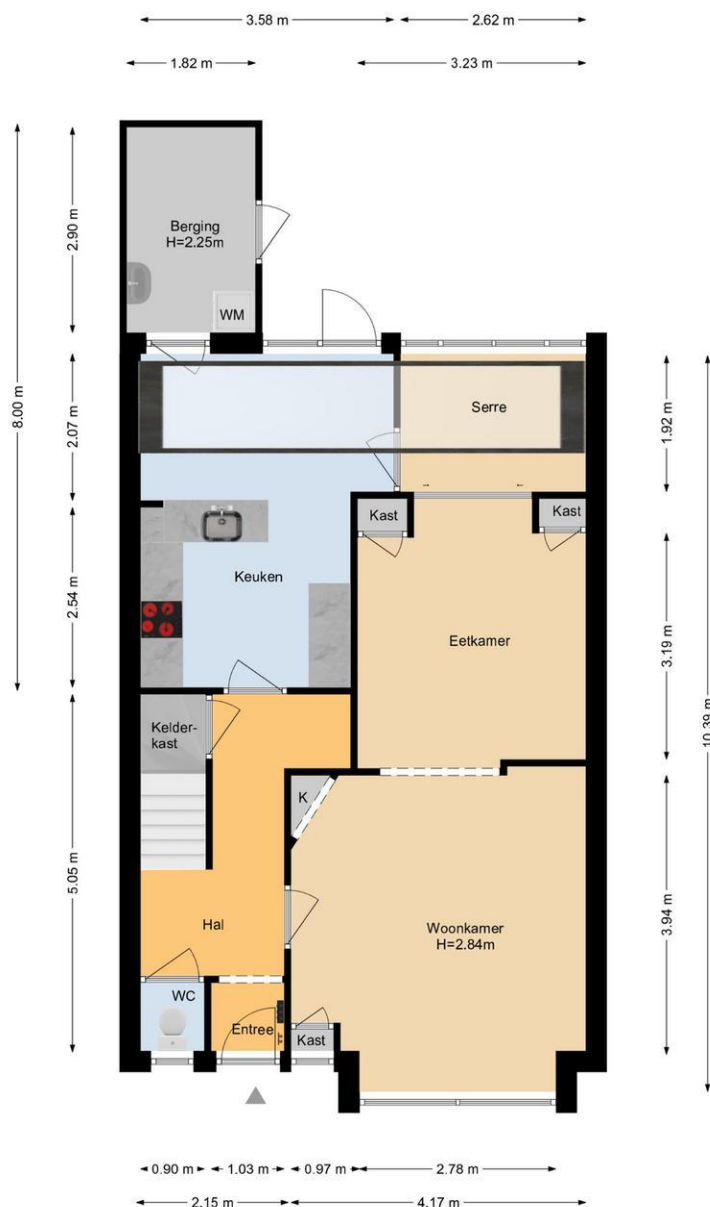 3.58 m
2.62 m
1.82 m
3.23 m
8.00 m
2.90 m
Berging
H=2.25m
WM
2.07 m
Serre
1.92 m
Kast
Kast
2.54 m
Keuken
Eetkamer
3.19 m
10.39 m
Kelder-
kast
K
5.05 m
Hal
Woonkamer
H=2.84m
3.94 m
WC
Entree
Kast
0.90 m
1.03 m
0.97 m
2.78 m
2.15 m
4.17 m